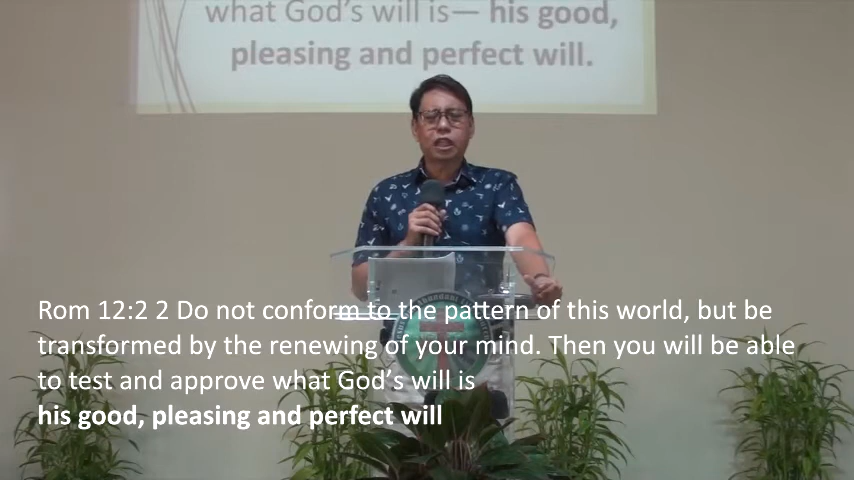 what God's will is— his good,
pleasing and perfect will.
Rom 12:2 2 Do not conform to the pattern of this world, but be
transformed by the renewing of your mind. Then you will be able
to test and approve what God's will is
his good, pleasing and perfect will